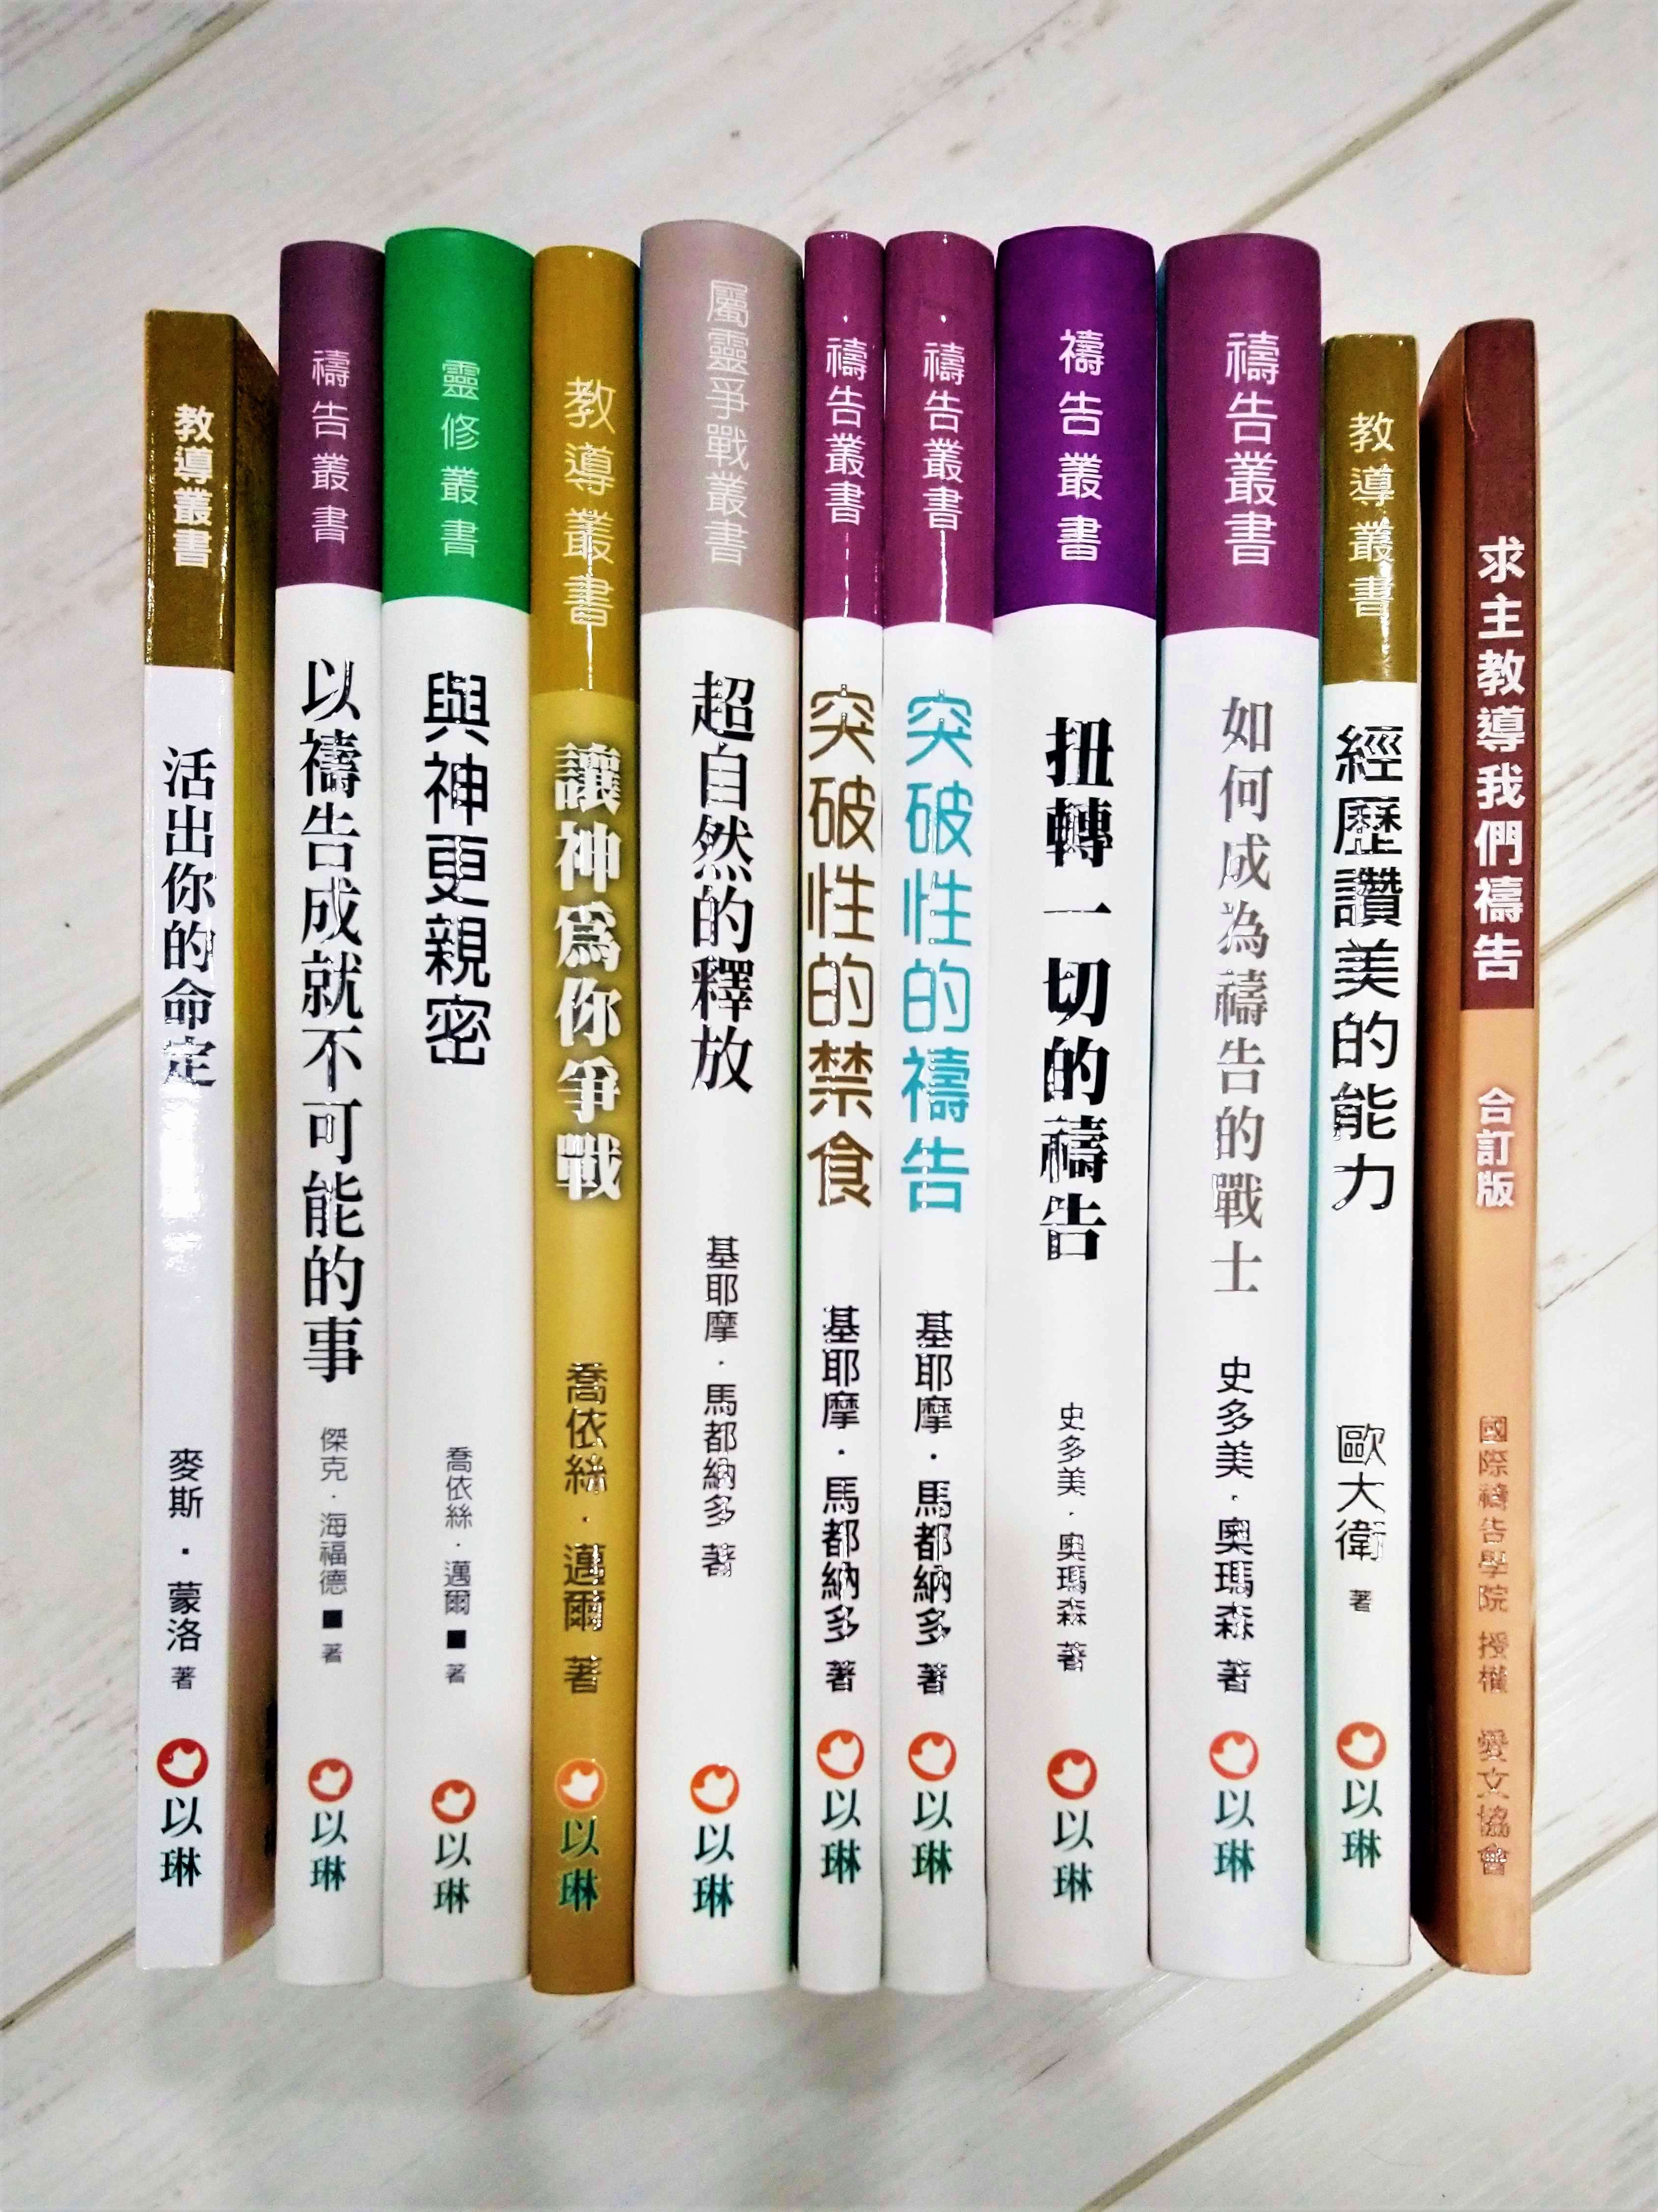 教導叢書
活出你的命定
麥斯．蒙洛 著
以琳
禱告叢書
以禱告成就不可能的事
傑克．海福德■著
以琳
靈修叢書
與神更親密
喬依絲．邁爾■著
以琳
教導叢書
讓神為你爭戰
喬依絲．邁爾 著
以琳
屬靈爭戰叢書
超自然的釋放
基耶摩．馬都納多 著
以琳
禱告叢書
突破性的禁食
基耶摩．馬都納多 著
以琳
禱告叢書
突破性的禱告
基耶摩．馬都納多 著
以琳
禱告叢書
扭轉一切的禱告
史多美．奧瑪森 著
以琳
禱告叢書
如何成為禱告的戰士
史多美．奧瑪森 著
以琳
教導叢書
經歷讚美的能力
歐大衛 著
以琳
求主教導我們禱告 合訂版
國際禱告學院 授權 愛文協會